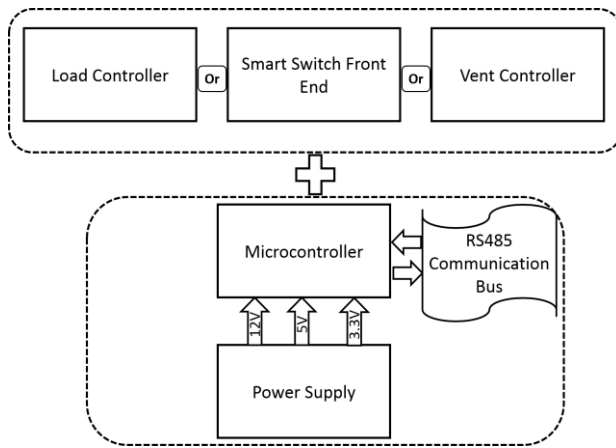 Load Controller
Or
Smart Switch Front
End
Or
Vent Controller
Microcontroller
RS485
Communication
Bus
12V
5V
3.3V
Power Supply